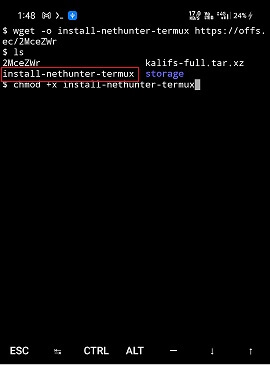 1:48
17.0
24%
$ wget -o install-nethunter-termux https://offs.
ec/2MceZWr
$ ls
2MceZWr kalifs-full.tar.xz
install-nethunter-termux storage
$ chmod +x install-nethunter-termux
ESC CTRL ALT